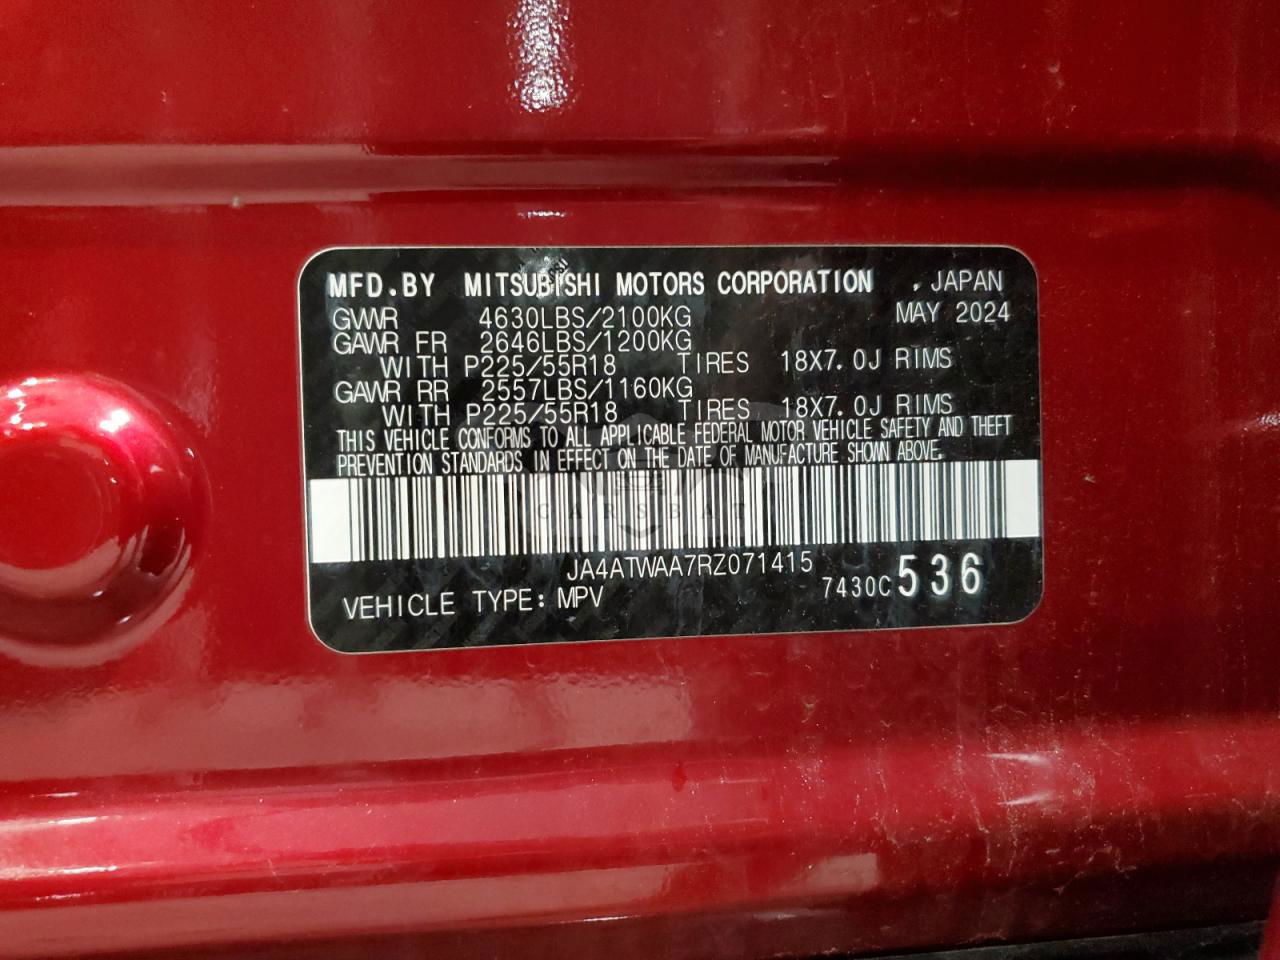 MFD.BY MITSUBISHI MOTORS CORPORATION , JAPAN
GVWR 4630LBS/2100KG MAY 2024
GAWR FR 2646LBS/1200KG
WITH P225/55R18 TIRES 18X7.0J RIMS
GAWR RR 2557LBS/1160KG
WITH P225/55R18 TIRES 18X7.0J RIMS
THIS VEHICLE CONFORMS TO ALL APPLICABLE FEDERAL MOTOR VEHICLE SAFETY AND THEFT
PREVENTION STANDARDS IN EFFECT ON THE DATE OF MANUFACTURE SHOWN ABOVE.
CARSBAT
JA4ATWAA7RZ071415
VEHICLE TYPE: MPV 7430C 536